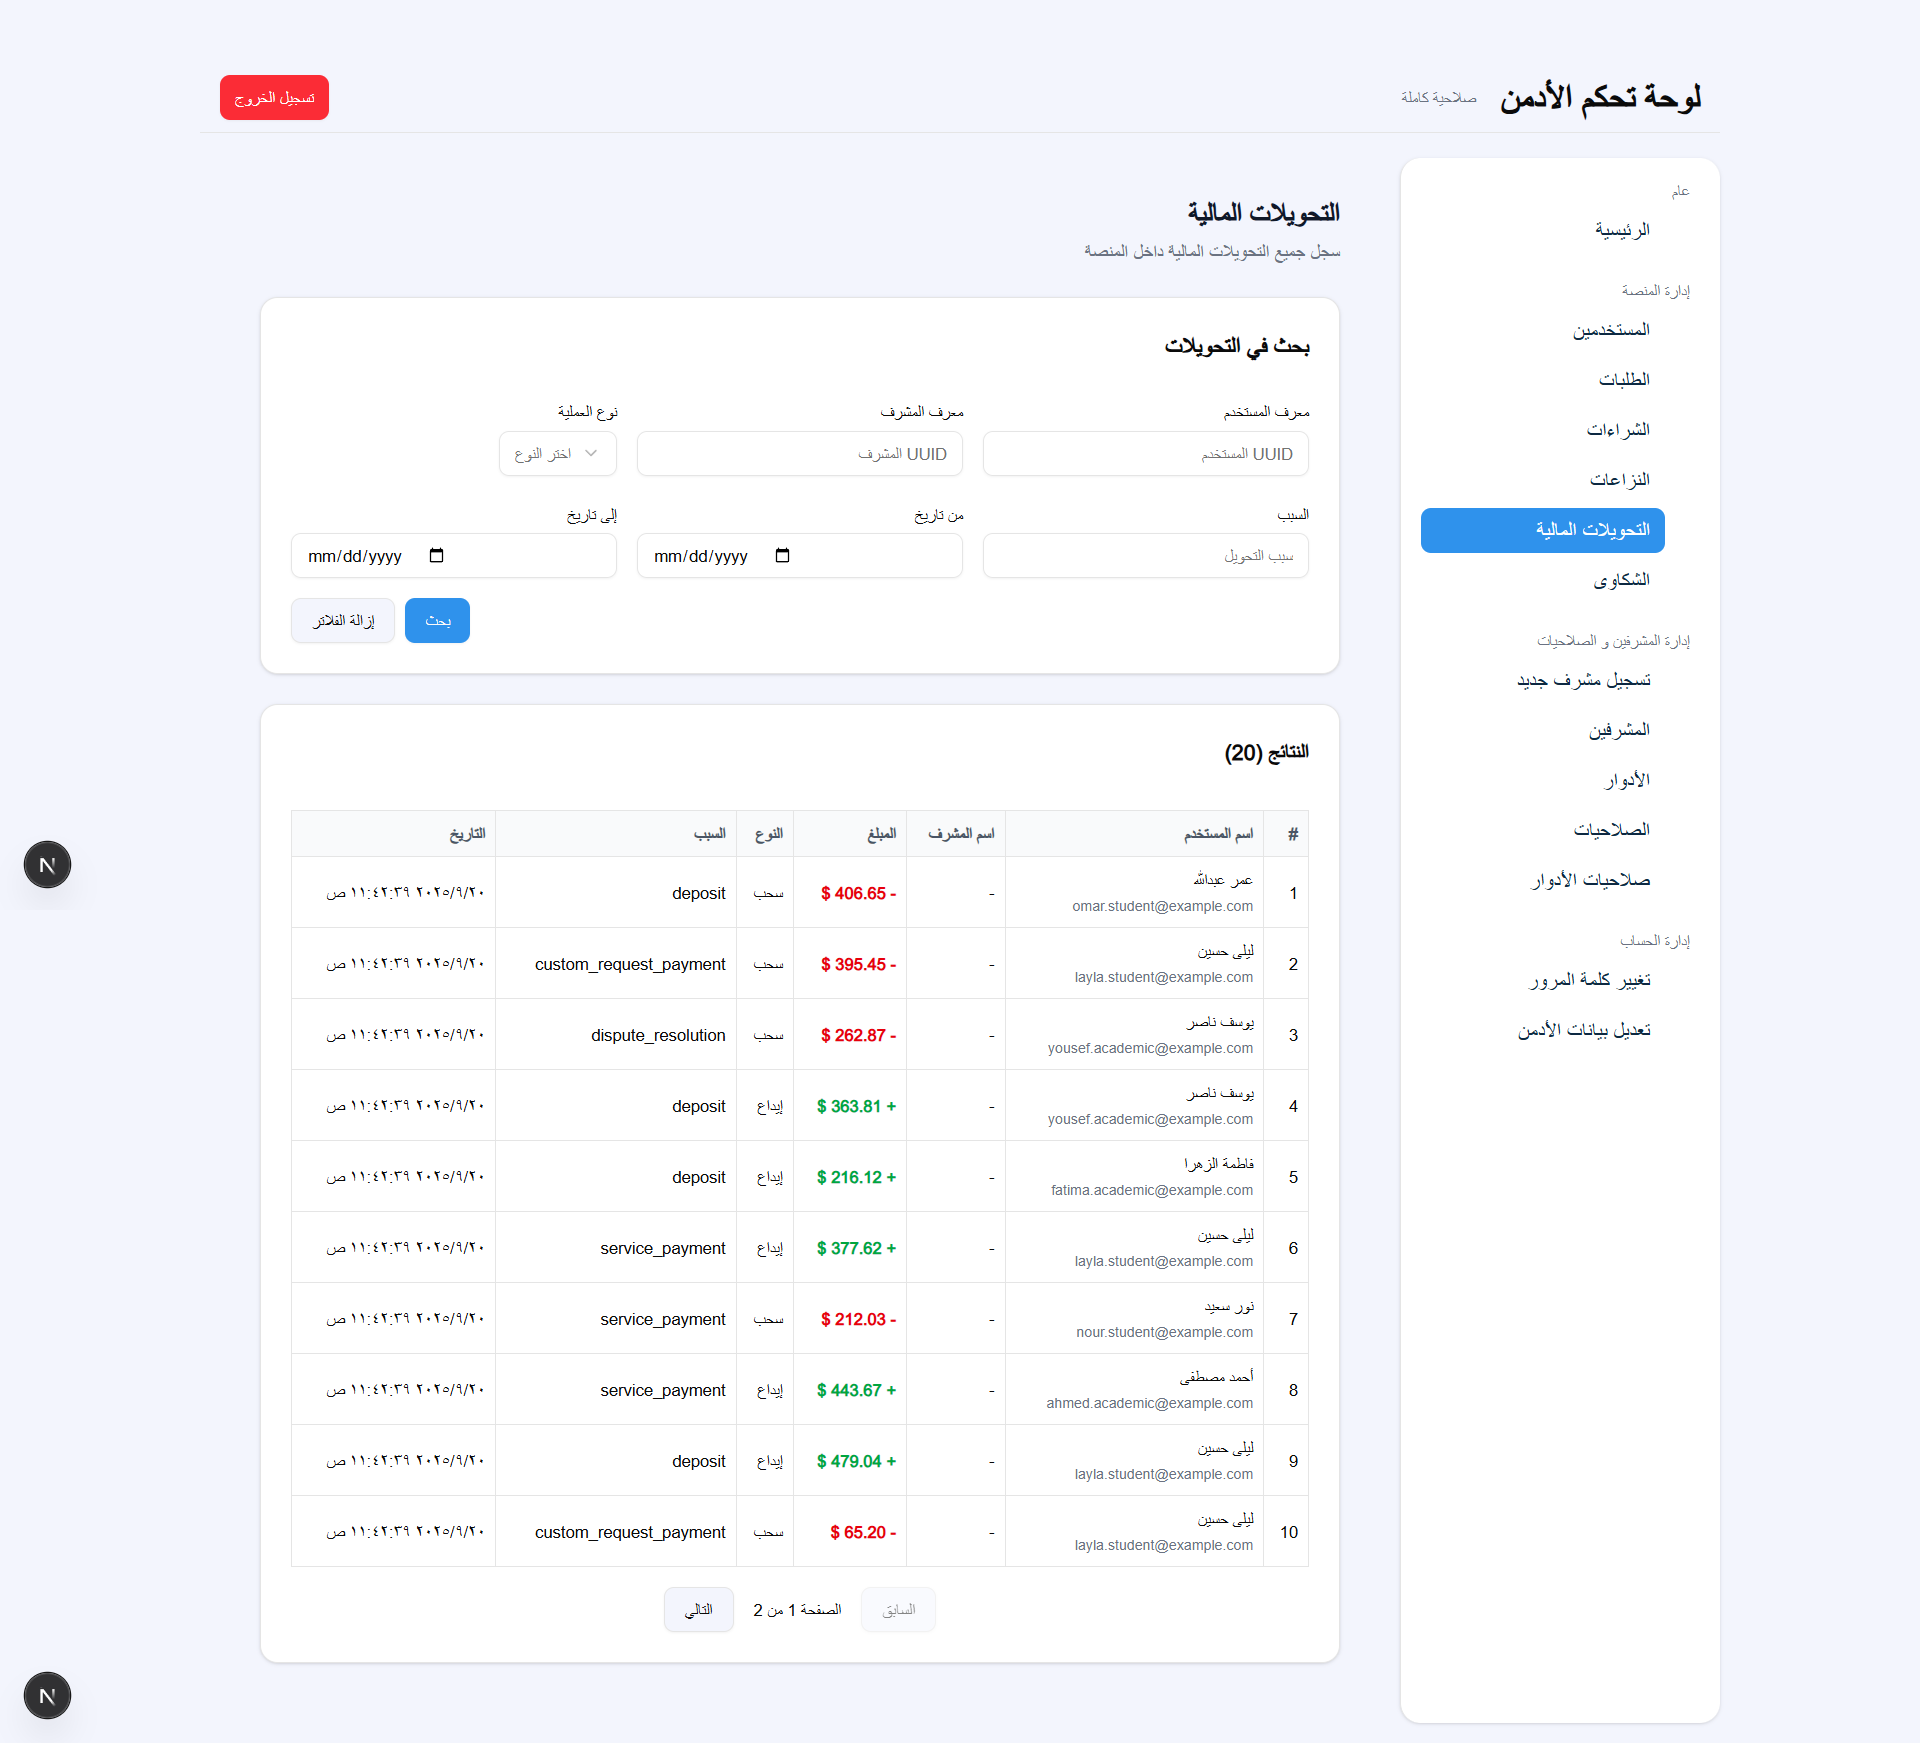 لوحة تحكم الأدمن
صلاحية كاملة
تسجيل الخروج
عام
الرئيسية
إدارة المنصة
المستخدمين
الطلبات
الشراءات
النزاعات
التحويلات المالية
الشكاوى
إدارة المشرفين و الصلاحيات
تسجيل مشرف جديد
المشرفين
الأدوار
الصلاحيات
صلاحيات الأدوار
إدارة الحساب
تغيير كلمة المرور
تعديل بيانات الأدمن
التحويلات المالية
سجل جميع التحويلات المالية داخل المنصة
بحث في التحويلات
معرف المستخدم
UUID المستخدم
معرف المشرف
UUID المشرف
نوع العملية
اختر النوع
السبب
سبب التحويل
من تاريخ
mm/dd/yyyy
إلى تاريخ
mm/dd/yyyy
بحث
إزالة الفلاتر
النتائج (20)
# اسم المستخدم اسم المشرف المبلغ النوع السبب التاريخ
1 عمر عبدالله - - 406.65 $ سحب deposit ٢٠٢٥/٩/٢٠ ١١:٤٢:٣٩ ص
omar.student@example.com
2 ليلى حسين - - 395.45 $ سحب custom_request_payment ٢٠٢٥/٩/٢٠ ١١:٤٢:٣٩ ص
layla.student@example.com
3 يوسف ناصر - - 262.87 $ سحب dispute_resolution ٢٠٢٥/٩/٢٠ ١١:٤٢:٣٩ ص
yousef.academic@example.com
4 يوسف ناصر - + 363.81 $ إيداع deposit ٢٠٢٥/٩/٢٠ ١١:٤٢:٣٩ ص
yousef.academic@example.com
5 فاطمة الزهرا - + 216.12 $ إيداع deposit ٢٠٢٥/٩/٢٠ ١١:٤٢:٣٩ ص
fatima.academic@example.com
6 ليلى حسين - + 377.62 $ إيداع service_payment ٢٠٢٥/٩/٢٠ ١١:٤٢:٣٩ ص
layla.student@example.com
7 نور سعيد - - 212.03 $ سحب service_payment ٢٠٢٥/٩/٢٠ ١١:٤٢:٣٩ ص
nour.student@example.com
8 أحمد مصطفى - + 443.67 $ إيداع service_payment ٢٠٢٥/٩/٢٠ ١١:٤٢:٣٩ ص
ahmed.academic@example.com
9 ليلى حسين - + 479.04 $ إيداع deposit ٢٠٢٥/٩/٢٠ ١١:٤٢:٣٩ ص
layla.student@example.com
10 ليلى حسين - - 65.20 $ سحب custom_request_payment ٢٠٢٥/٩/٢٠ ١١:٤٢:٣٩ ص
layla.student@example.com
السابق
الصفحة 1 من 2
التالي
N
N